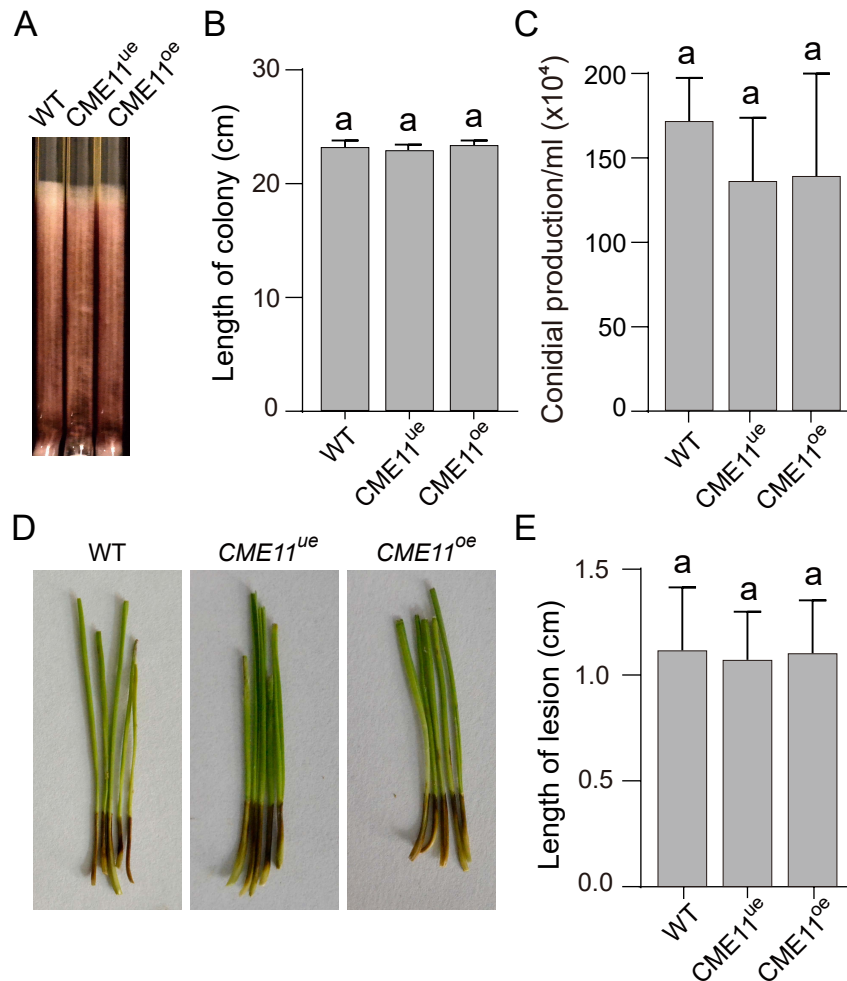 A
WT
CME11ue
CME11oe
B
Length of colony (cm)
30
20
10
0
a
a
a
WT
CME11ue
CME11oe
C
Conidial production/ml (x10⁴)
200
150
100
50
0
a
a
a
WT
CME11ue
CME11oe
D
WT
CME11ue
CME11oe
E
Length of lesion (cm)
1.5
1.0
0.5
0.0
a
a
a
WT
CME11ue
CME11oe